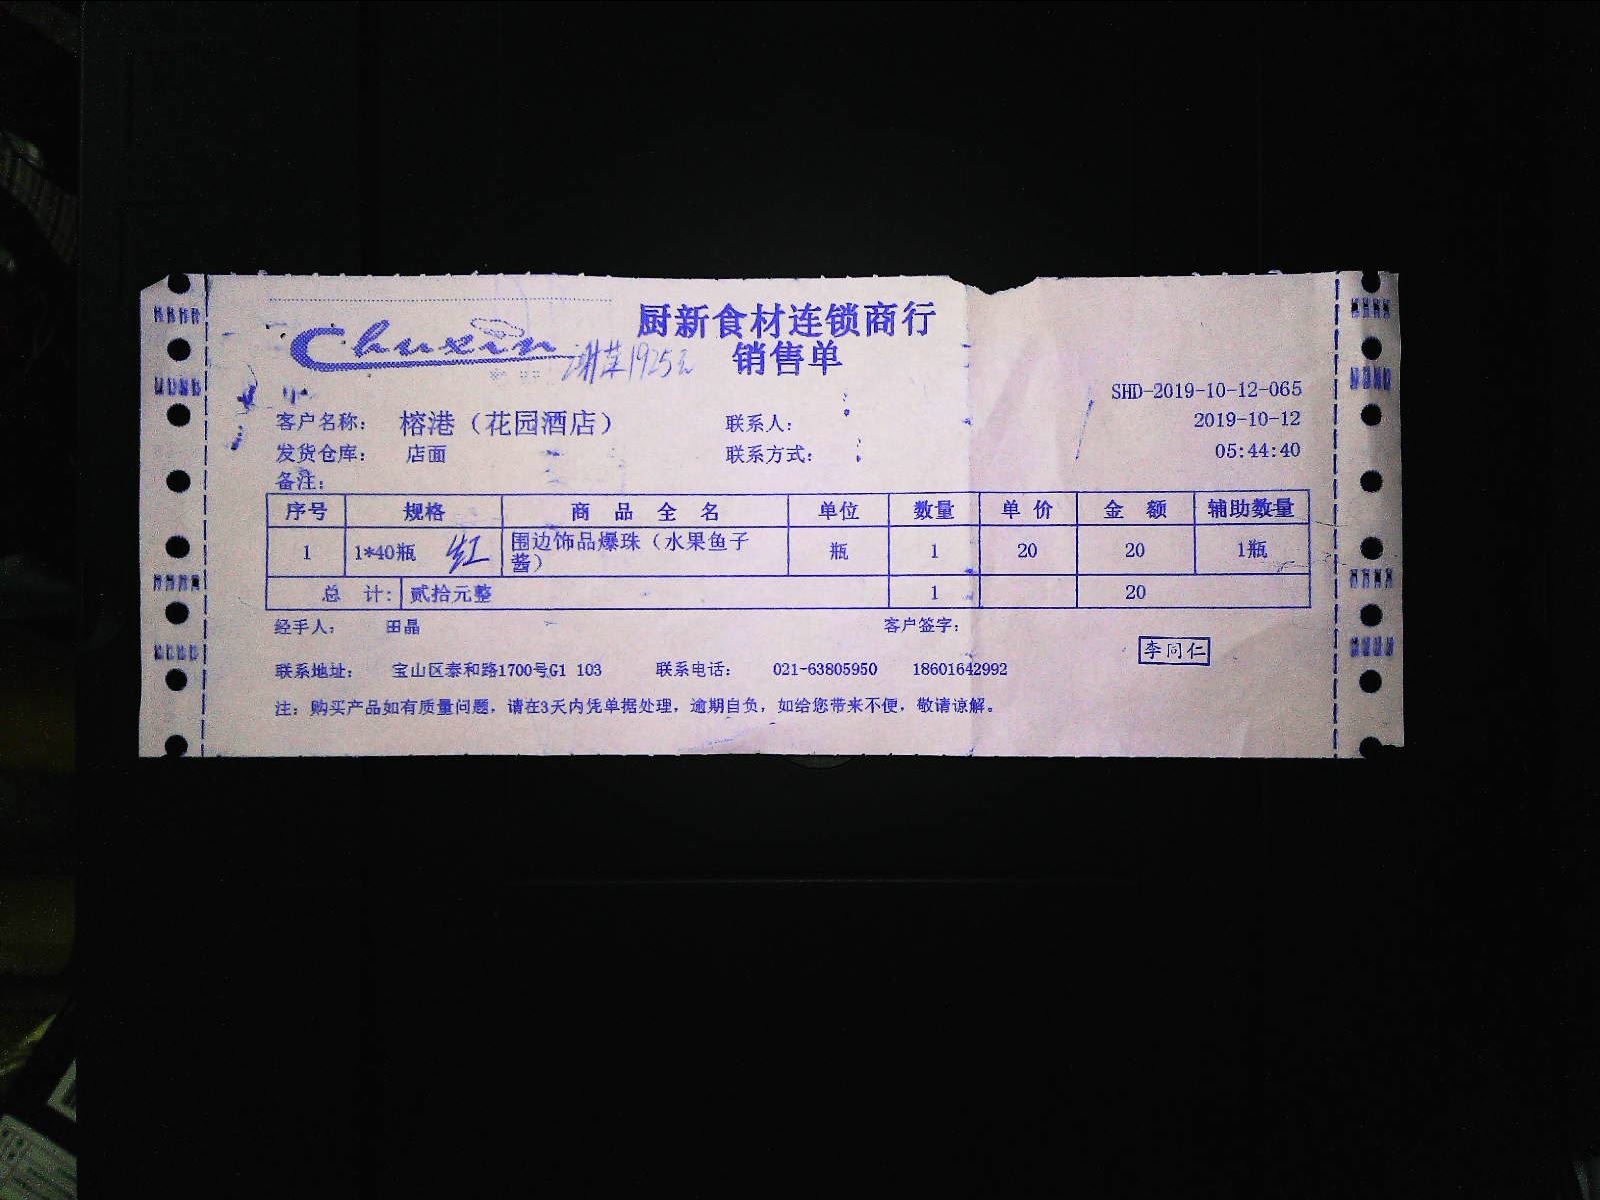 Chuxin
厨新食材连锁商行
销售单
1925元
SHD-2019-10-12-065
客户名称： 榕港（花园酒店） 联系人： 2019-10-12
发货仓库： 店面 联系方式： 05:44:40
备注：
序号 规格 商 品 全 名 单位 数量 单 价 金 额 辅助数量
1 1*40瓶 红 围边饰品爆珠（水果鱼子 瓶 1 20 20 1瓶
酱）
总 计： 贰拾元整 1 20
经手人： 田晶 客户签字：
李同仁
联系地址： 宝山区泰和路1700号G1 103 联系电话： 021-63805950 18601642992
注：购买产品如有质量问题，请在3天内凭单据处理，逾期自负，如给您带来不便，敬请谅解。